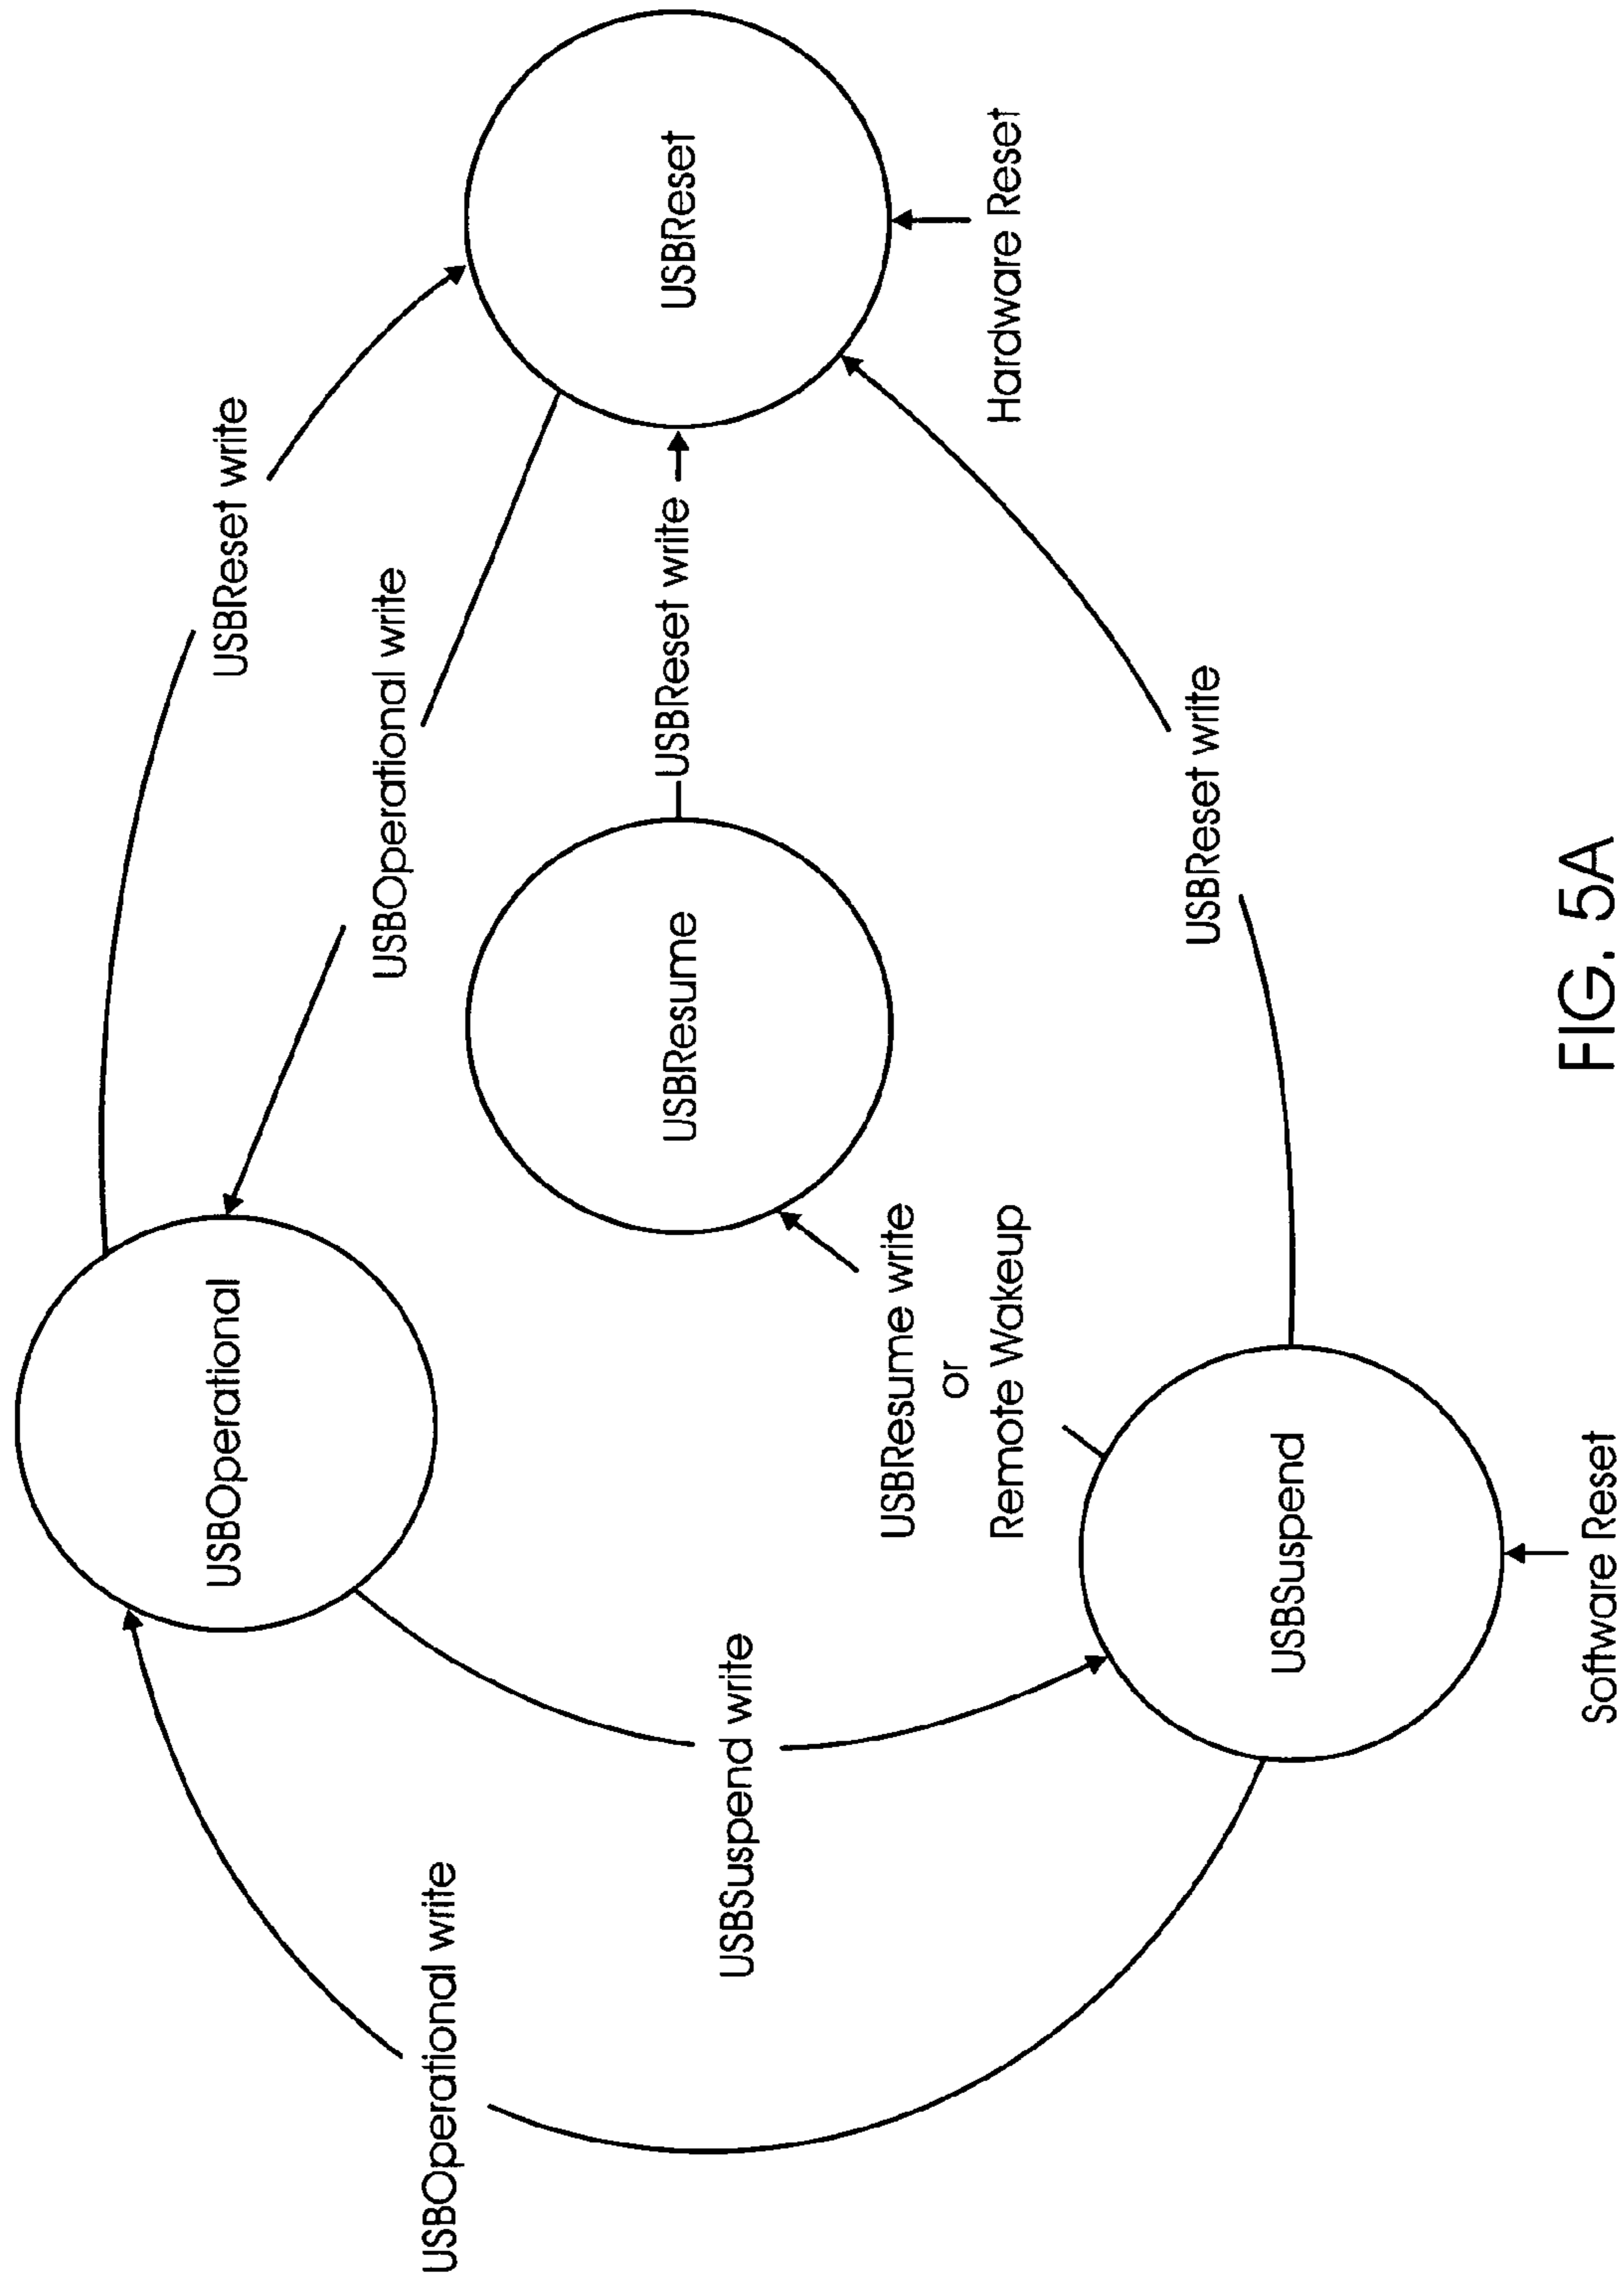 USBOperational
USBReset write
USBOperational write
USBOperational write
USBReset
USBResume
USBReset write
USBSuspend write
USBResume write
or
Remote Wakeup
Hardware Reset
USBReset write
USBSuspend
Software Reset
FIG. 5A